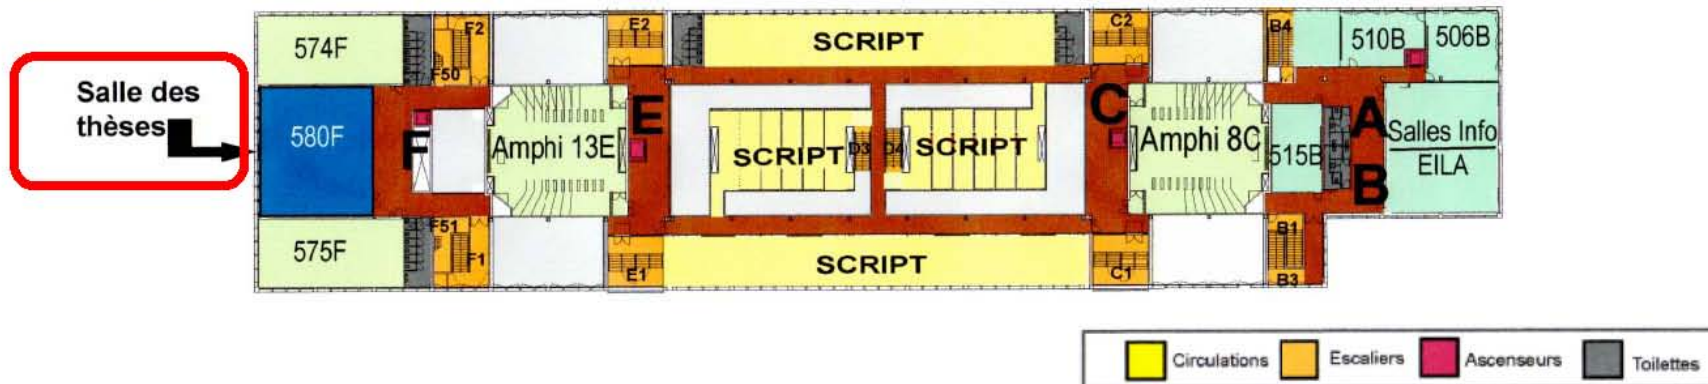 Salle des
thèses
574F
580F
575F
F2
F50
F
F51
F1
Amphi 13E
E2
E
E1
SCRIPT
SCRIPT
D3
D4
SCRIPT
SCRIPT
C2
C
C1
Amphi 8C
B4
510B
506B
515B
A
B
Salles Info
EILA
B1
B3
Circulations
Escaliers
Ascenseurs
Toilettes